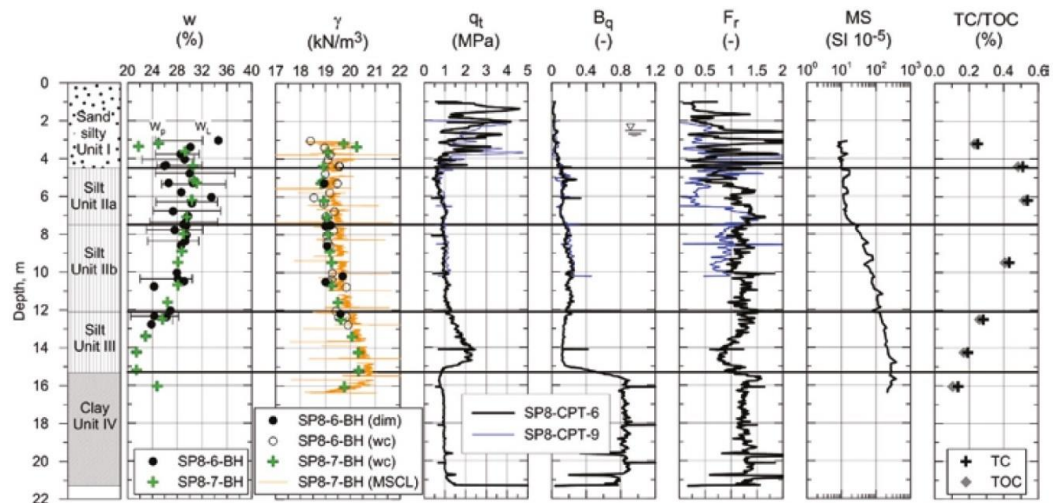 w γ qt Bq Fr MS TC/TOC
(%) (kN/m³) (MPa) (-) (-) (SI 10⁻⁵) (%)
20 24 28 32 36 40 17 18 19 20 21 22 0 1 2 3 4 5 0 0.4 0.8 1.2 0 0.5 1 1.5 2 10⁰ 10¹ 10² 10³ 0.0 0.2 0.4 0.6
0
Sand
silty
Unit I
2
wp wL
4
Silt
Unit IIa
6
8
Silt
Unit IIb
10
Depth, m
12
Silt
Unit III
14
16
Clay
Unit IV
18
20
22
SP8-6-BH
SP8-7-BH
SP8-6-BH (dim)
SP8-6-BH (wc)
SP8-7-BH (wc)
SP8-7-BH (MSCL)
SP8-CPT-6
SP8-CPT-9
TC
TOC